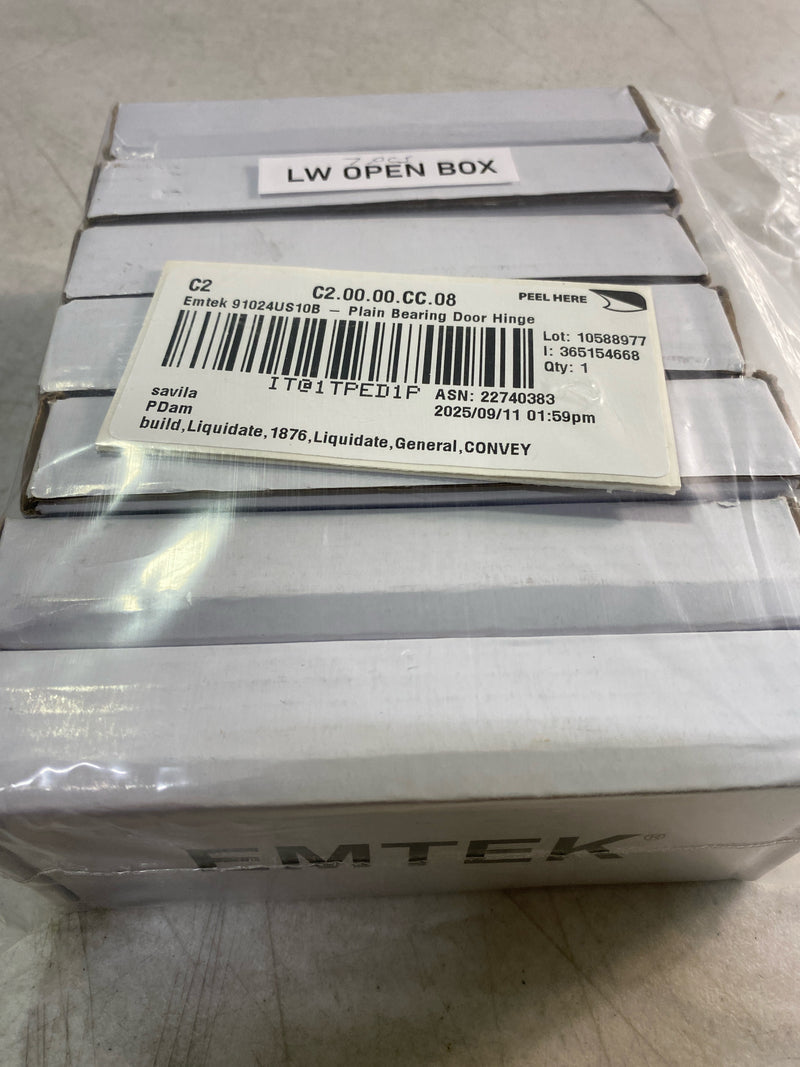 LW OPEN BOX
C2
C2.00.00.CC.08
PEEL HERE
Emtek 91024US10B – Plain Bearing Door Hinge
Lot: 10588977
I: 365154668
Qty: 1
IT@1TPED1P
ASN: 22740383
savila
2025/09/11 01:59pm
PDam
build,Liquidate,1876,Liquidate,General,CONVEY
EMTEK®